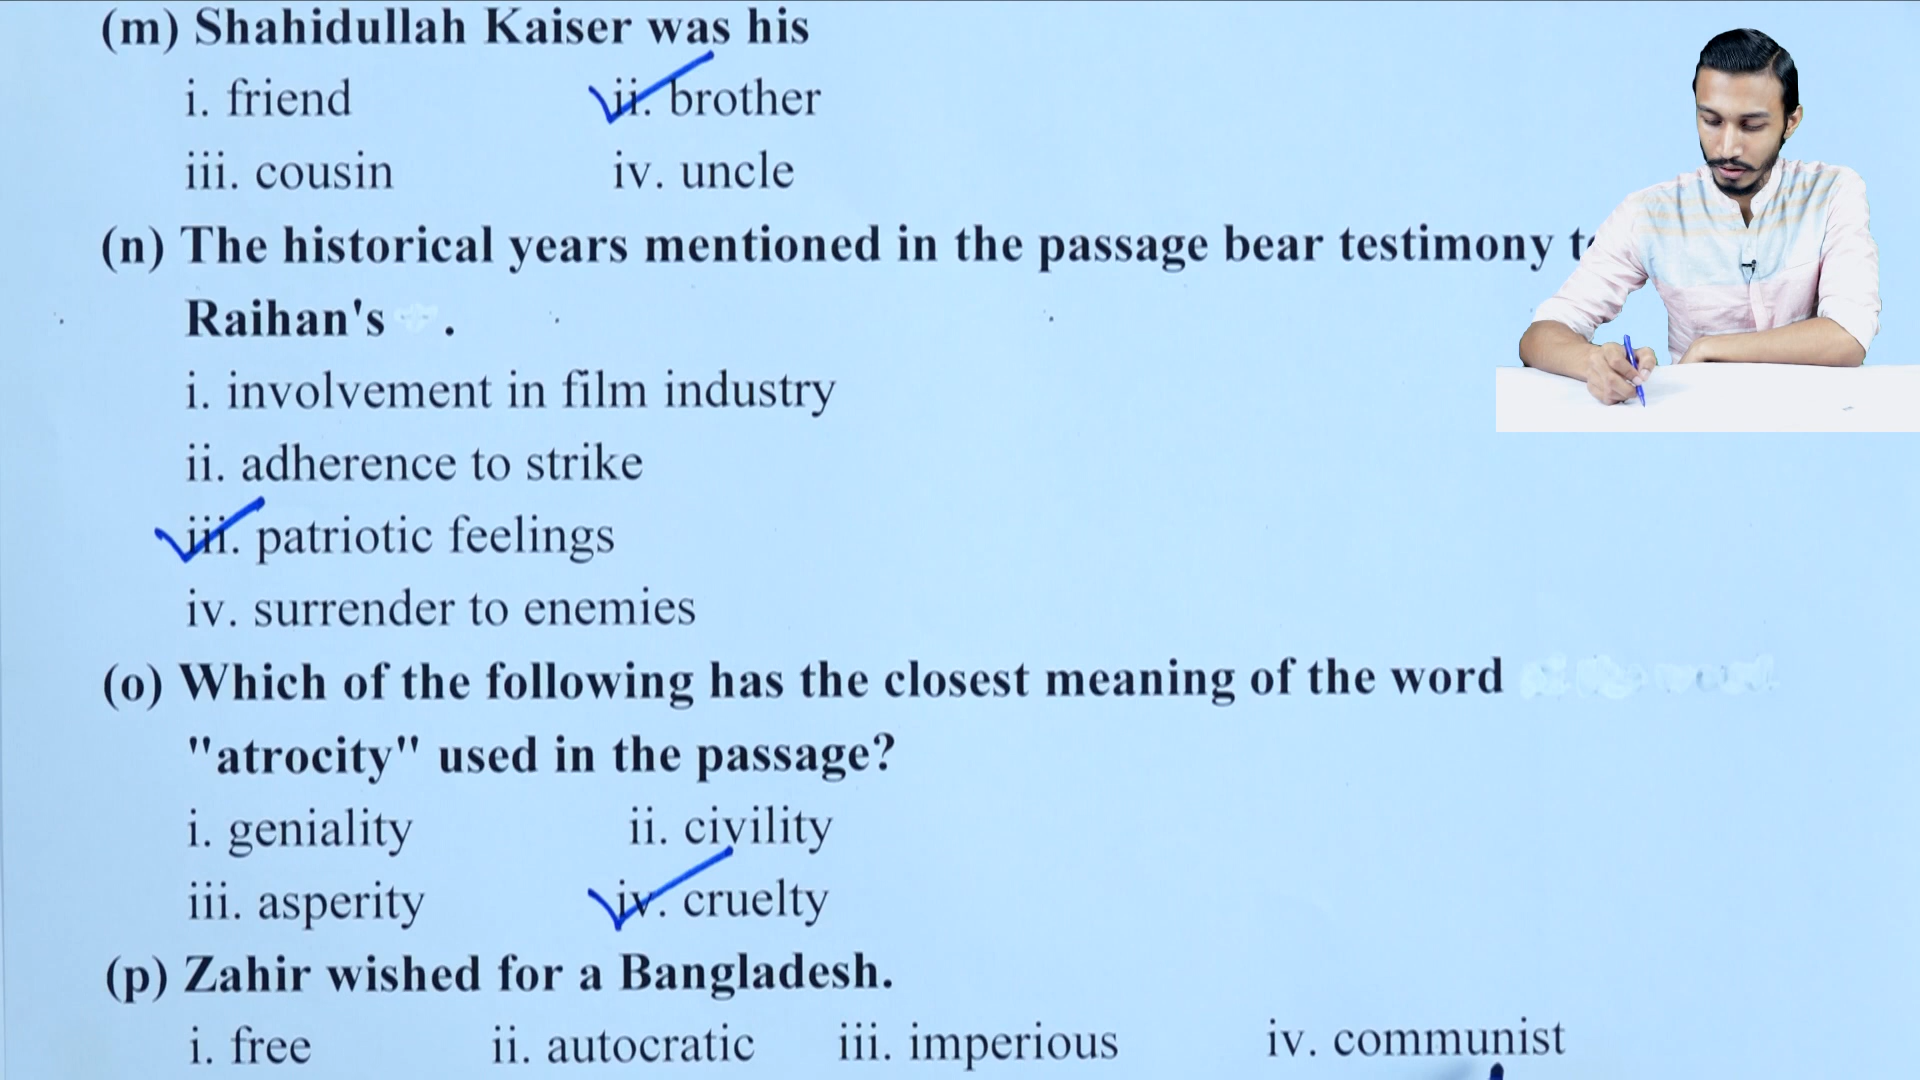 (m) Shahidullah Kaiser was his
i. friend ii. brother
iii. cousin iv. uncle
(n) The historical years mentioned in the passage bear testimony
Raihan's .
i. involvement in film industry
ii. adherence to strike
iii. patriotic feelings
iv. surrender to enemies
(o) Which of the following has the closest meaning of the word
"atrocity" used in the passage?
i. geniality ii. civility
iii. asperity iv. cruelty
(p) Zahir wished for a Bangladesh.
i. free ii. autocratic iii. imperious iv. communist